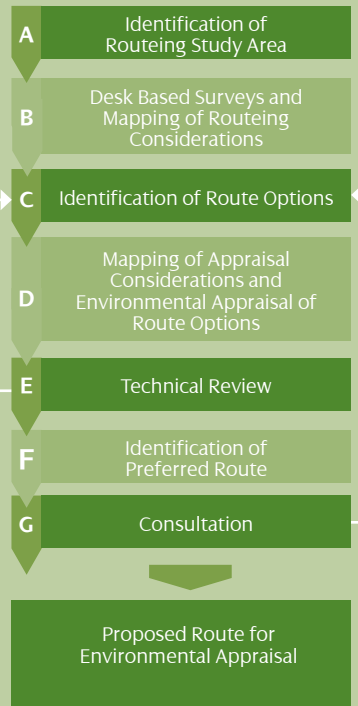 A
Identification of
Routeing Study Area
B
Desk Based Surveys and
Mapping of Routeing
Considerations
C
Identification of Route Options
D
Mapping of Appraisal
Considerations and
Environmental Appraisal of
Route Options
E
Technical Review
F
Identification of
Preferred Route
G
Consultation
Proposed Route for
Environmental Appraisal